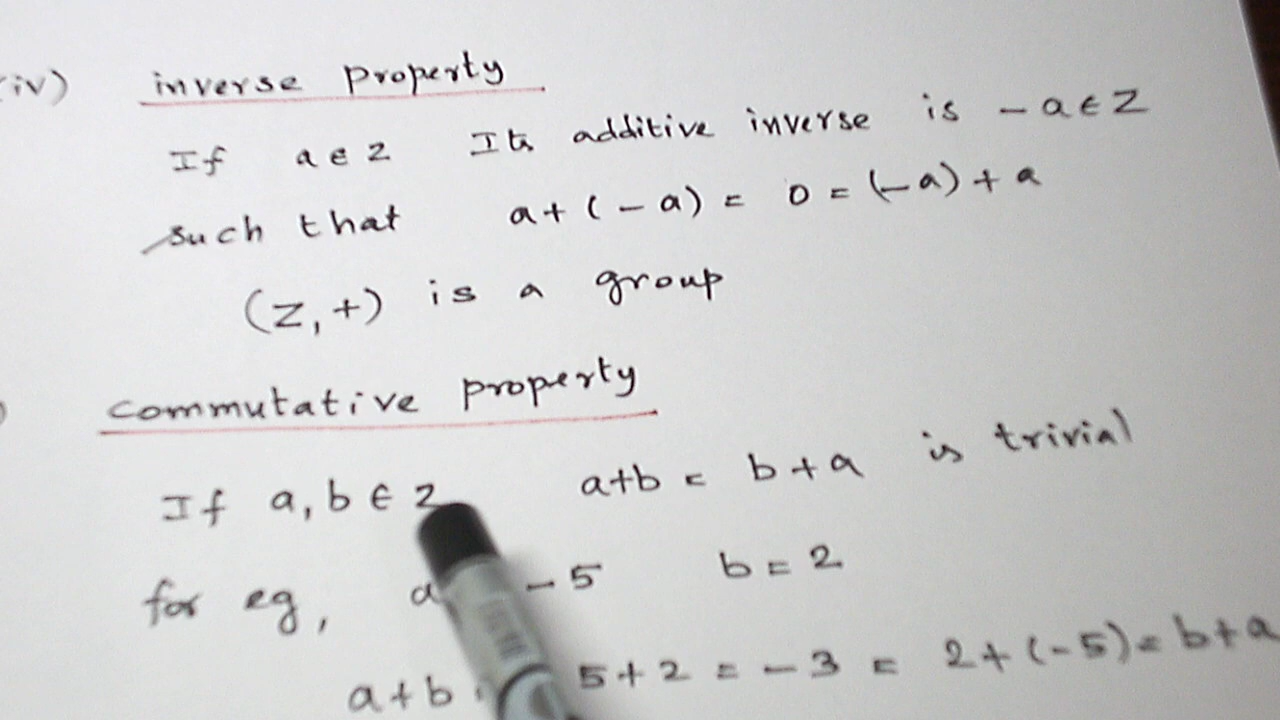 iv) inverse property
If a ∈ Z Its additive inverse is - a ∈ Z
such that a + ( - a) = 0 = (- a) + a
(Z, +) is a group
) commutative property
If a, b ∈ Z a+b = b + a is trivial
for eg, a - 5 b = 2
a + b 5 + 2 = - 3 = 2 + (- 5) = b + a